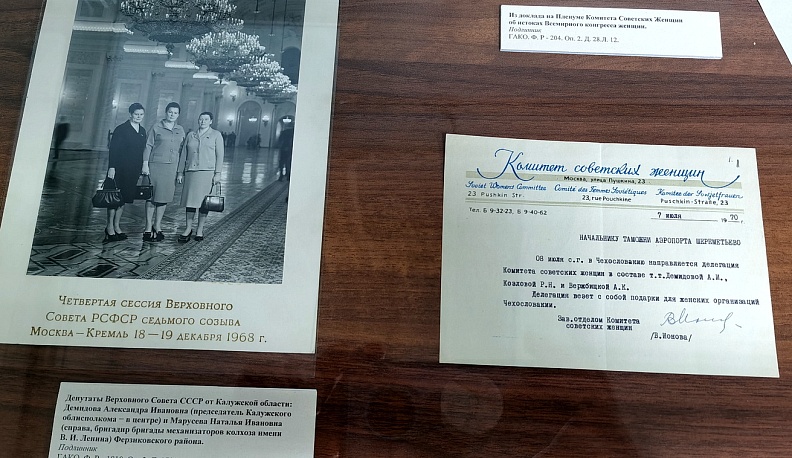 Из доклада на Пленуме Комитета Советских Женщин
об истоках Всемирного конгресса женщин.
Подлинник
ГАКО. Ф. Р - 204. Оп. 2. Д. 28.Л. 12.
Комитет советских женщин
Москва, улица Пушкина, 23
Soviet Women's Committee Comité des Femmes Soviétiques Komitee der Sowjetfrauen
23 Pushkin Str. 23, rue Pouchkine Puschkin-Straße, 23
Тел. Б 9-32-23, Б 9-40-62
7 июля 1970 г.
НАЧАЛЬНИКУ ТАМОЖНИ АЭРОПОРТА ШЕРЕМЕТЬЕВО
08 июля с.г. в Чехословакию направляется делегация
Комитета советских женщин в составе т.т.Демидовой А.И.,
Козловой Р.Н. и Вержбицкой А.К.
Делегация везет с собой подарки для женских организаций
Чехословакии.
Зав.отделом Комитета
советских женщин
/В.Ионова/
Четвертая сессия Верховного
Совета РСФСР седьмого созыва
Москва – Кремль 18 – 19 декабря 1968 г.
Депутаты Верховного Совета СССР от Калужской области:
Демидова Александра Ивановна (председатель Калужского
облисполкома – в центре) и Марусева Наталья Ивановна
(справа, бригадир бригады механизаторов колхоза имени
В. И. Ленина) Ферзиковского района.
Подлинник